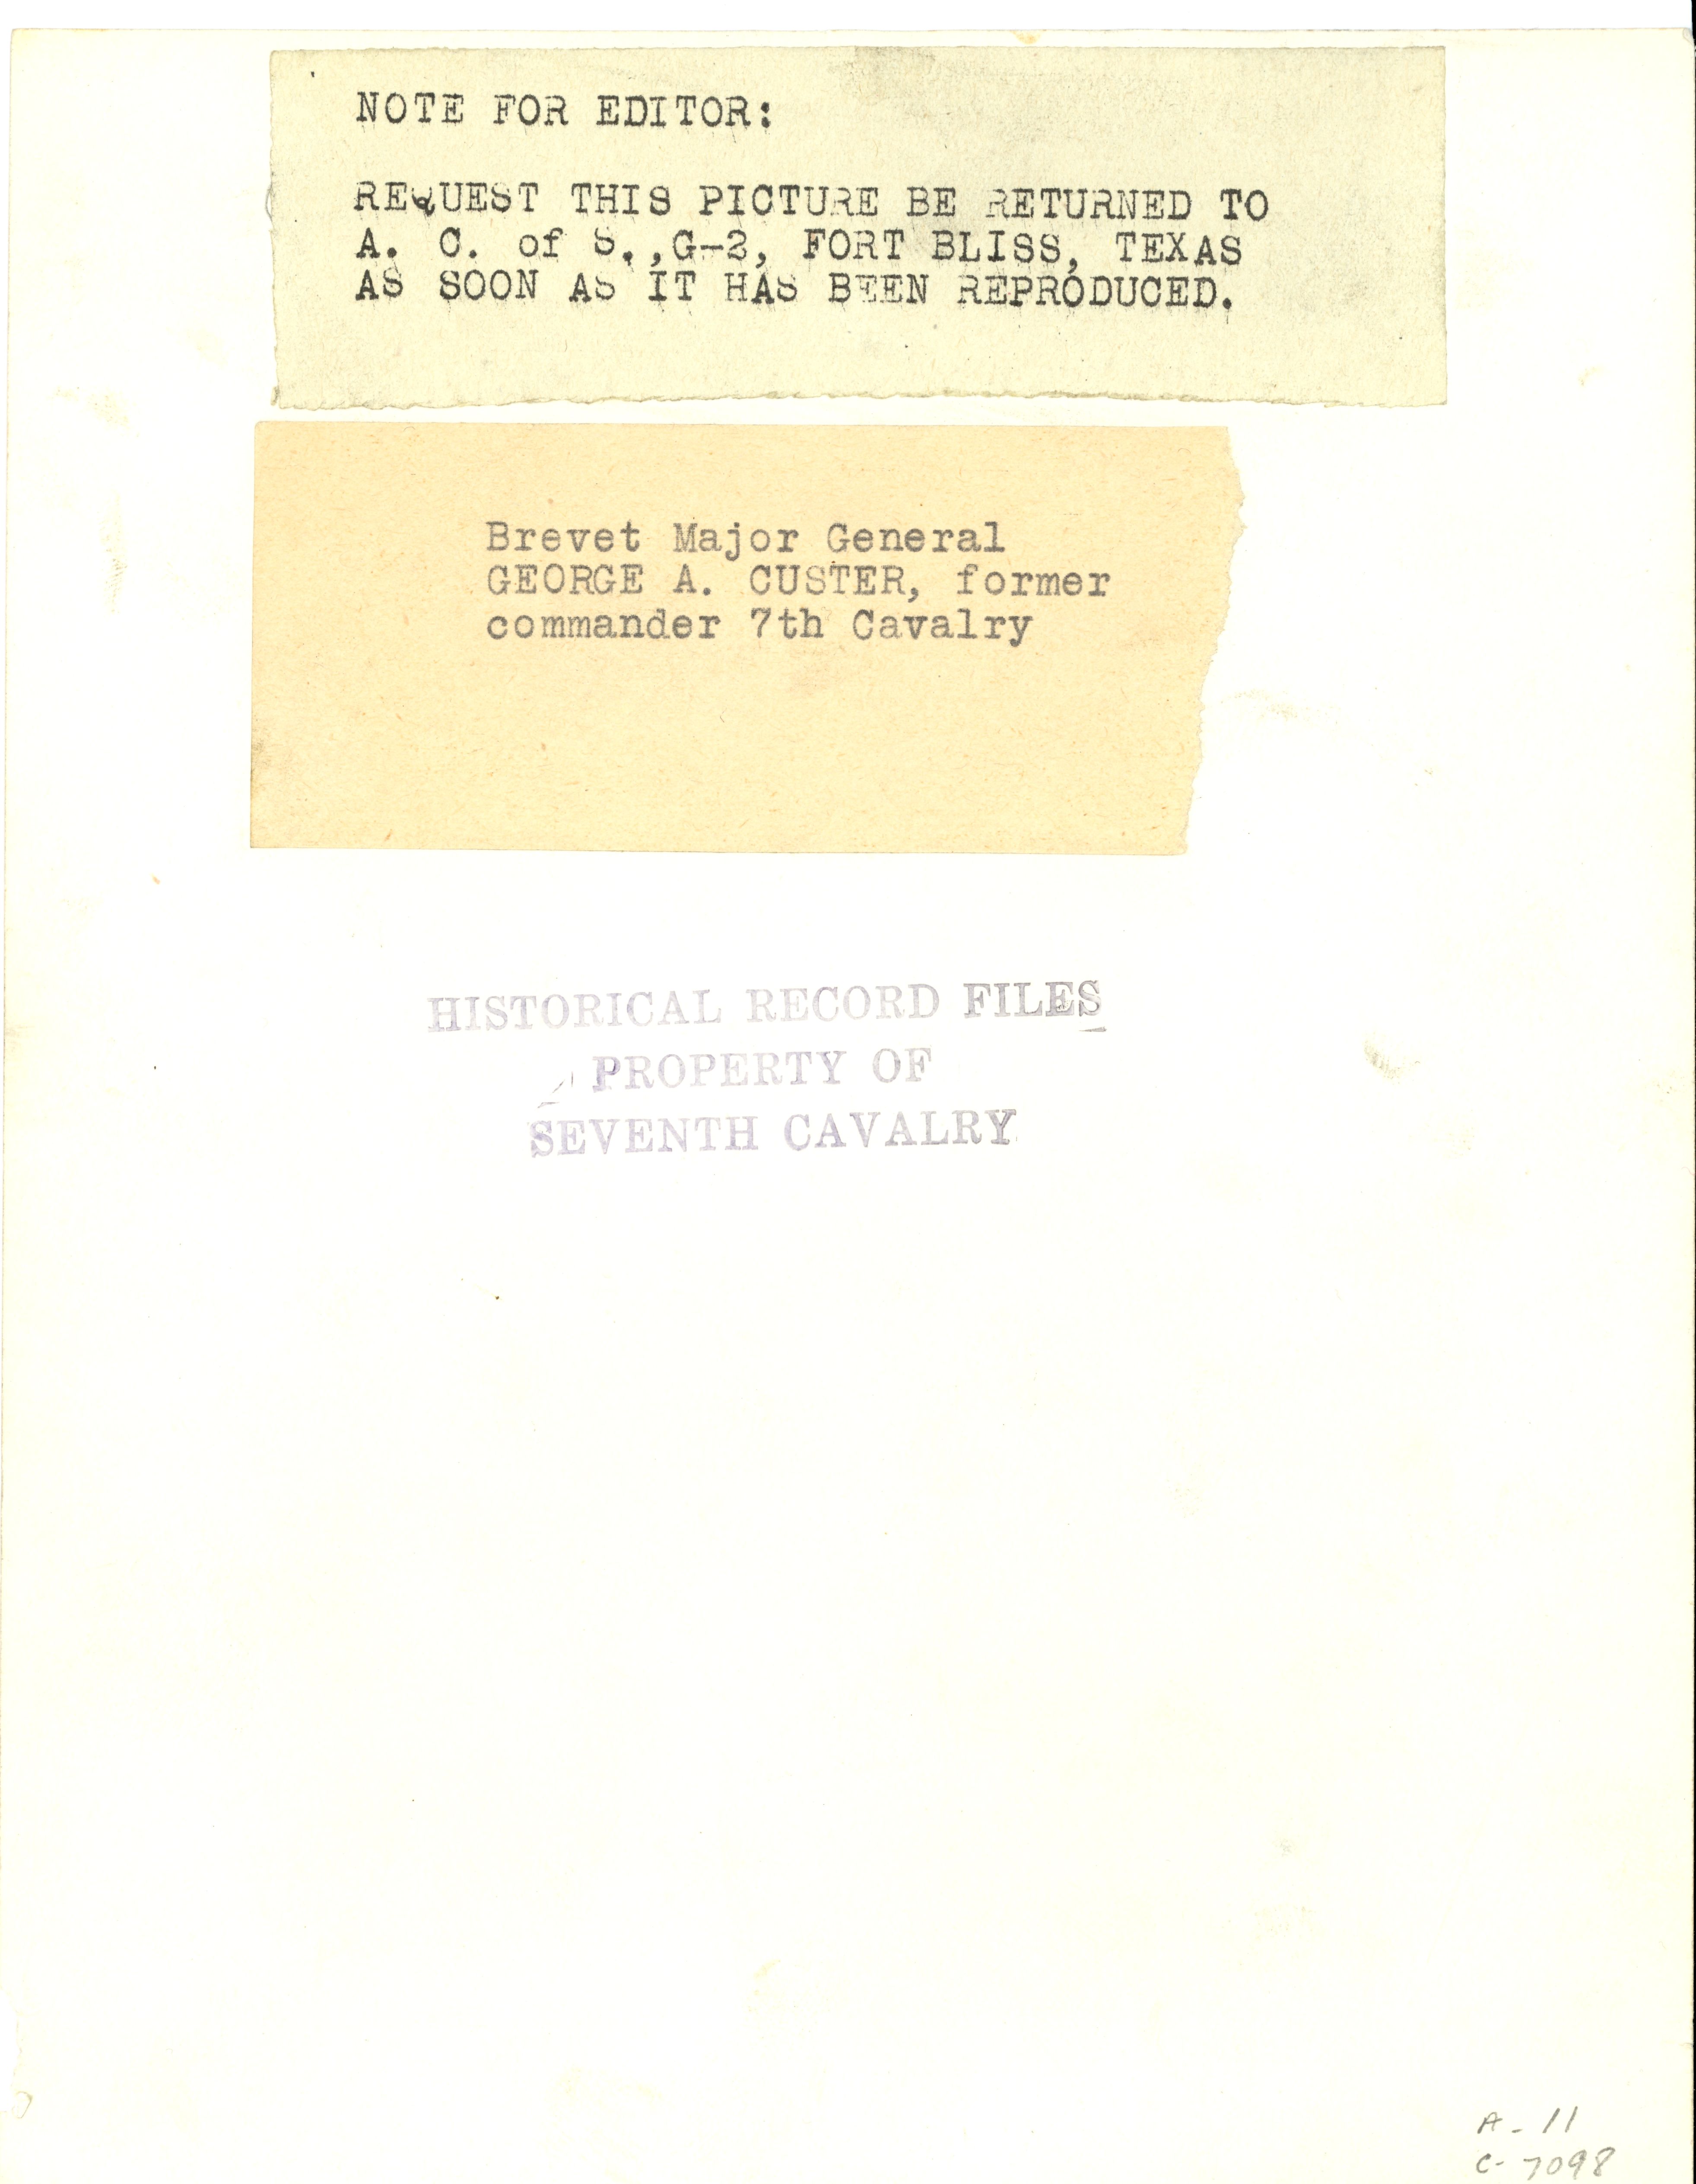 NOTE FOR EDITOR:
REQUEST THIS PICTURE BE RETURNED TO
A. C. of S.,G-2, FORT BLISS, TEXAS
AS SOON AS IT HAS BEEN REPRODUCED.
Brevet Major General
GEORGE A. CUSTER, former
commander 7th Cavalry
HISTORICAL RECORD FILES
PROPERTY OF
SEVENTH CAVALRY
A-11
C-7098